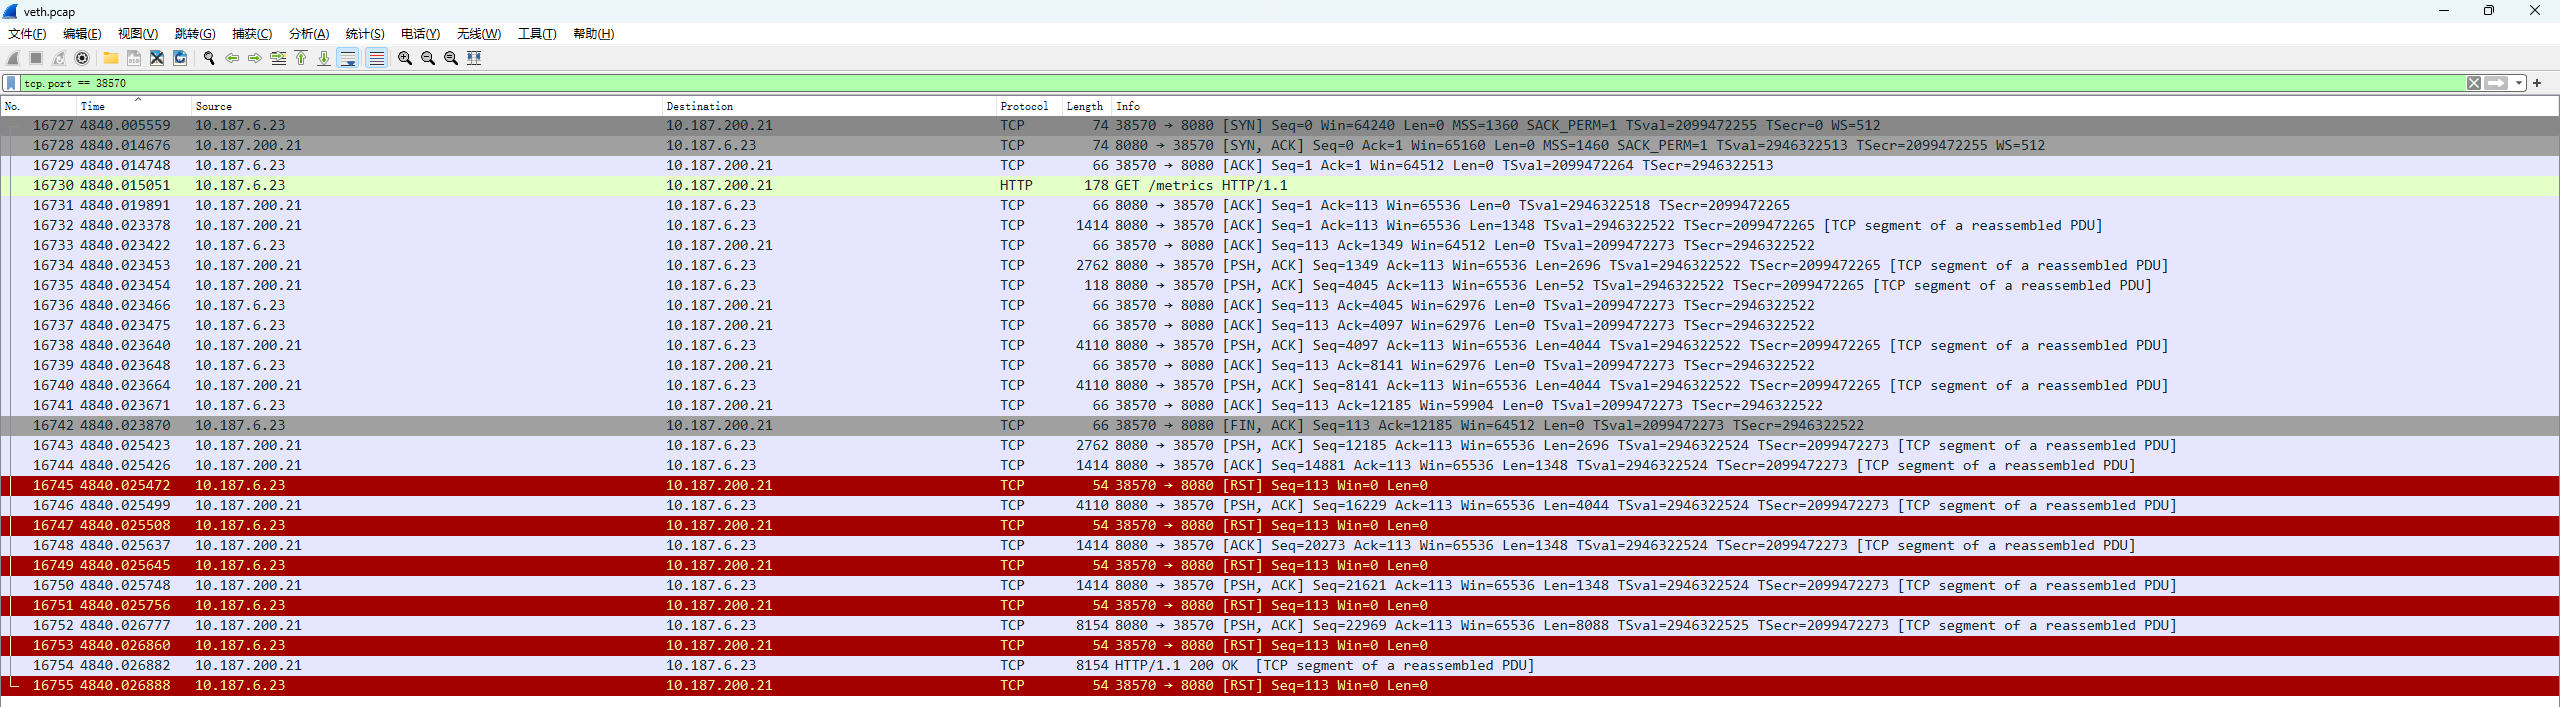 veth.pcap
文件(F) 编辑(E) 视图(V) 跳转(G) 捕获(C) 分析(A) 统计(S) 电话(Y) 无线(W) 工具(T) 帮助(H)
tcp.port == 38570
No. Time Source Destination Protocol Length Info
16727 4840.005559 10.187.6.23 10.187.200.21 TCP 74 38570 → 8080 [SYN] Seq=0 Win=64240 Len=0 MSS=1360 SACK_PERM=1 TSval=2099472255 TSecr=0 WS=512
16728 4840.014676 10.187.200.21 10.187.6.23 TCP 74 8080 → 38570 [SYN, ACK] Seq=0 Ack=1 Win=65160 Len=0 MSS=1460 SACK_PERM=1 TSval=2946322513 TSecr=2099472255 WS=512
16729 4840.014748 10.187.6.23 10.187.200.21 TCP 66 38570 → 8080 [ACK] Seq=1 Ack=1 Win=64512 Len=0 TSval=2099472264 TSecr=2946322513
16730 4840.015051 10.187.6.23 10.187.200.21 HTTP 178 GET /metrics HTTP/1.1
16731 4840.019891 10.187.200.21 10.187.6.23 TCP 66 8080 → 38570 [ACK] Seq=1 Ack=113 Win=65536 Len=0 TSval=2946322518 TSecr=2099472265
16732 4840.023378 10.187.200.21 10.187.6.23 TCP 1414 8080 → 38570 [ACK] Seq=1 Ack=113 Win=65536 Len=1348 TSval=2946322522 TSecr=2099472265 [TCP segment of a reassembled PDU]
16733 4840.023422 10.187.6.23 10.187.200.21 TCP 66 38570 → 8080 [ACK] Seq=113 Ack=1349 Win=64512 Len=0 TSval=2099472273 TSecr=2946322522
16734 4840.023453 10.187.200.21 10.187.6.23 TCP 2762 8080 → 38570 [PSH, ACK] Seq=1349 Ack=113 Win=65536 Len=2696 TSval=2946322522 TSecr=2099472265 [TCP segment of a reassembled PDU]
16735 4840.023454 10.187.200.21 10.187.6.23 TCP 118 8080 → 38570 [PSH, ACK] Seq=4045 Ack=113 Win=65536 Len=52 TSval=2946322522 TSecr=2099472265 [TCP segment of a reassembled PDU]
16736 4840.023466 10.187.6.23 10.187.200.21 TCP 66 38570 → 8080 [ACK] Seq=113 Ack=4045 Win=62976 Len=0 TSval=2099472273 TSecr=2946322522
16737 4840.023475 10.187.6.23 10.187.200.21 TCP 66 38570 → 8080 [ACK] Seq=113 Ack=4097 Win=62976 Len=0 TSval=2099472273 TSecr=2946322522
16738 4840.023640 10.187.200.21 10.187.6.23 TCP 4110 8080 → 38570 [PSH, ACK] Seq=4097 Ack=113 Win=65536 Len=4044 TSval=2946322522 TSecr=2099472265 [TCP segment of a reassembled PDU]
16739 4840.023648 10.187.6.23 10.187.200.21 TCP 66 38570 → 8080 [ACK] Seq=113 Ack=8141 Win=62976 Len=0 TSval=2099472273 TSecr=2946322522
16740 4840.023664 10.187.200.21 10.187.6.23 TCP 4110 8080 → 38570 [PSH, ACK] Seq=8141 Ack=113 Win=65536 Len=4044 TSval=2946322522 TSecr=2099472265 [TCP segment of a reassembled PDU]
16741 4840.023671 10.187.6.23 10.187.200.21 TCP 66 38570 → 8080 [ACK] Seq=113 Ack=12185 Win=59904 Len=0 TSval=2099472273 TSecr=2946322522
16742 4840.023870 10.187.6.23 10.187.200.21 TCP 66 38570 → 8080 [FIN, ACK] Seq=113 Ack=12185 Win=64512 Len=0 TSval=2099472273 TSecr=2946322522
16743 4840.025423 10.187.200.21 10.187.6.23 TCP 2762 8080 → 38570 [PSH, ACK] Seq=12185 Ack=113 Win=65536 Len=2696 TSval=2946322524 TSecr=2099472273 [TCP segment of a reassembled PDU]
16744 4840.025426 10.187.200.21 10.187.6.23 TCP 1414 8080 → 38570 [ACK] Seq=14881 Ack=113 Win=65536 Len=1348 TSval=2946322524 TSecr=2099472273 [TCP segment of a reassembled PDU]
16745 4840.025472 10.187.6.23 10.187.200.21 TCP 54 38570 → 8080 [RST] Seq=113 Win=0 Len=0
16746 4840.025499 10.187.200.21 10.187.6.23 TCP 4110 8080 → 38570 [PSH, ACK] Seq=16229 Ack=113 Win=65536 Len=4044 TSval=2946322524 TSecr=2099472273 [TCP segment of a reassembled PDU]
16747 4840.025508 10.187.6.23 10.187.200.21 TCP 54 38570 → 8080 [RST] Seq=113 Win=0 Len=0
16748 4840.025637 10.187.200.21 10.187.6.23 TCP 1414 8080 → 38570 [ACK] Seq=20273 Ack=113 Win=65536 Len=1348 TSval=2946322524 TSecr=2099472273 [TCP segment of a reassembled PDU]
16749 4840.025645 10.187.6.23 10.187.200.21 TCP 54 38570 → 8080 [RST] Seq=113 Win=0 Len=0
16750 4840.025748 10.187.200.21 10.187.6.23 TCP 1414 8080 → 38570 [PSH, ACK] Seq=21621 Ack=113 Win=65536 Len=1348 TSval=2946322524 TSecr=2099472273 [TCP segment of a reassembled PDU]
16751 4840.025756 10.187.6.23 10.187.200.21 TCP 54 38570 → 8080 [RST] Seq=113 Win=0 Len=0
16752 4840.026777 10.187.200.21 10.187.6.23 TCP 8154 8080 → 38570 [PSH, ACK] Seq=22969 Ack=113 Win=65536 Len=8088 TSval=2946322525 TSecr=2099472273 [TCP segment of a reassembled PDU]
16753 4840.026860 10.187.6.23 10.187.200.21 TCP 54 38570 → 8080 [RST] Seq=113 Win=0 Len=0
16754 4840.026882 10.187.200.21 10.187.6.23 TCP 8154 HTTP/1.1 200 OK [TCP segment of a reassembled PDU]
16755 4840.026888 10.187.6.23 10.187.200.21 TCP 54 38570 → 8080 [RST] Seq=113 Win=0 Len=0